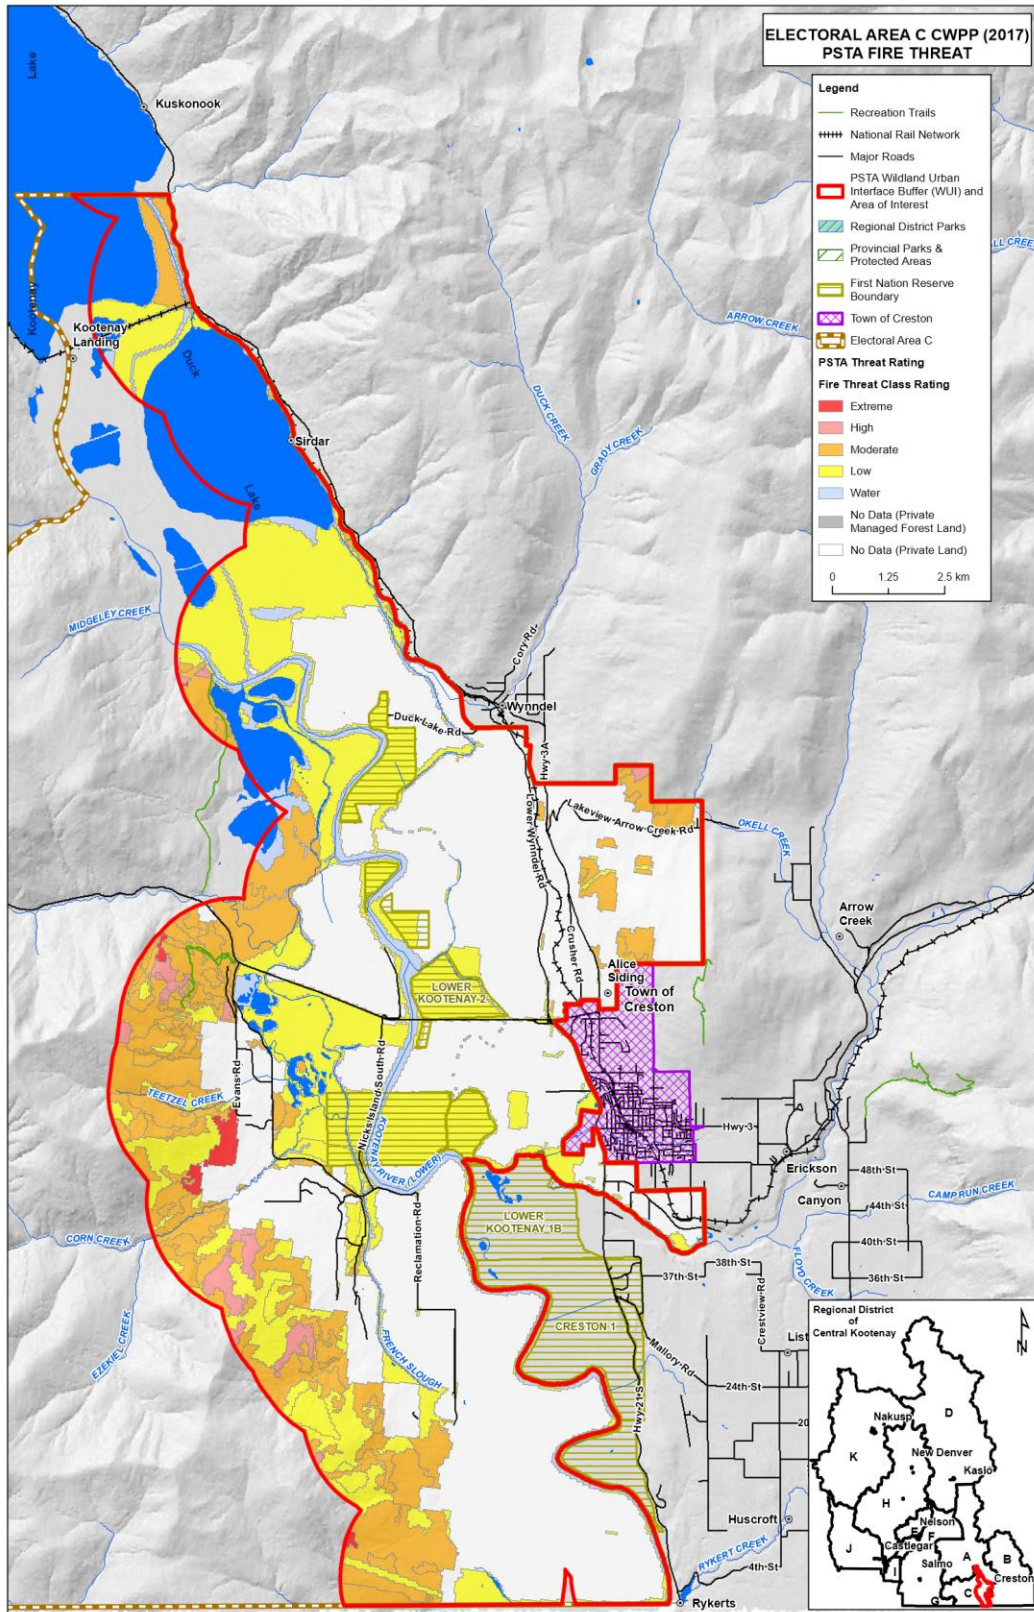 ELECTORAL AREA C CWPP (2017)
PSTA FIRE THREAT
Legend
Recreation Trails
National Rail Network
Major Roads
PSTA Wildland Urban
Interface Buffer (WUI) and
Area of Interest
Regional District Parks
Provincial Parks &
Protected Areas
First Nation Reserve
Boundary
Town of Creston
Electoral Area C
PSTA Threat Rating
Fire Threat Class Rating
Extreme
High
Moderate
Low
Water
No Data (Private
Managed Forest Land)
No Data (Private Land)
0 1.25 2.5 km
Lake
Kuskonook
Kootenay
Kootenay
Landing
Duck
Lake
Sirdar
ARROW CREEK
DUCK CREEK
GRADY CREEK
MIDGELEY CREEK
Cory Rd
Wynndel
Duck Lake Rd
Hwy 3A
Lower Wynndel Rd
Lakeview Arrow Creek Rd
OKELL CREEK
Arrow
Creek
Crusher Rd
Alice
Siding
Town of
Creston
LOWER
KOOTENAY 2
Evans Rd
Nicks Island South Rd
TEETZEL CREEK
KOOTENAY RIVER (LOWER)
Hwy 3
Erickson
Canyon
48th St
44th St
CAMP RUN CREEK
40th St
36th St
FLOYD CREEK
38th St
37th St
Crestview Rd
LOWER
KOOTENAY 1B
Reclamation Rd
CORN CREEK
EZEKIEL CREEK
FRENCH SLOUGH
CRESTON 1
Mallory Rd
Hwy 21 S
List
24th St
20
Huscroft
RYKERT CREEK
4th St
Rykerts
Regional District
of
Central Kootenay
N
Nakusp
D
K
New Denver
Kaslo
H
Nelson
E
F
J
Castlegar
Salmo
A
B
I
Creston
C
G
LL CREE